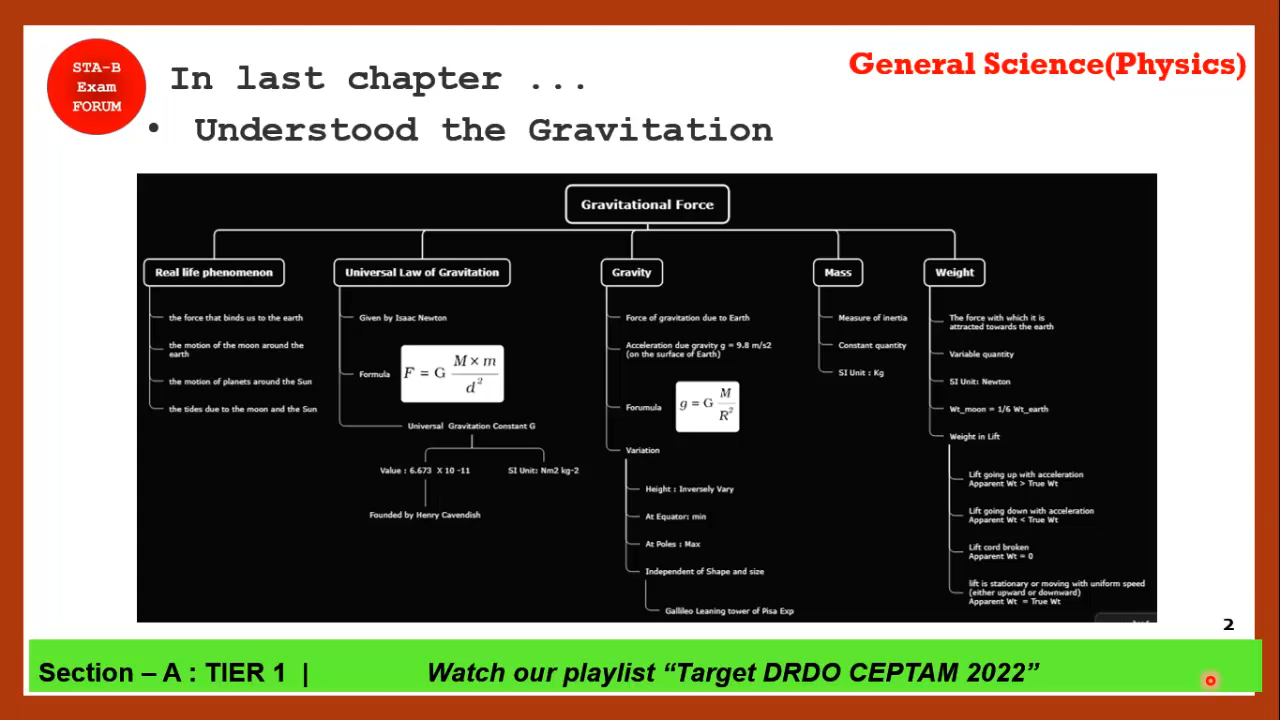 STA-B
Exam
FORUM
In last chapter ...
General Science(Physics)
• Understood the Gravitation
Gravitational Force
Real life phenomenon
the force that binds us to the earth
the motion of the moon around the
earth
the motion of planets around the Sun
the tides due to the moon and the Sun
Universal Law of Gravitation
Given by Isaac Newton
Formula
F = G M × m / d²
Universal Gravitation Constant G
Value : 6.673 X 10 -11
SI Unit: Nm2 kg-2
Founded by Henry Cavendish
Gravity
Force of gravitation due to Earth
Acceleration due gravity g = 9.8 m/s2
(on the surface of Earth)
Forumula
g = G M / R²
Variation
Height : Inversely Vary
At Equator: min
At Poles : Max
Independent of Shape and size
Gallileo Leaning tower of Pisa Exp
Mass
Measure of inertia
Constant quantity
SI Unit : Kg
Weight
The force with which it is
attracted towards the earth
Variable quantity
SI Unit: Newton
Wt_moon = 1/6 Wt_earth
Weight in Lift
Lift going up with acceleration
Apparent Wt > True Wt
Lift going down with acceleration
Apparent Wt < True Wt
Lift cord broken
Apparent Wt = 0
lift is stationary or moving with uniform speed
(either upward or downward)
Apparent Wt = True Wt
2
Section – A : TIER 1 | Watch our playlist “Target DRDO CEPTAM 2022”